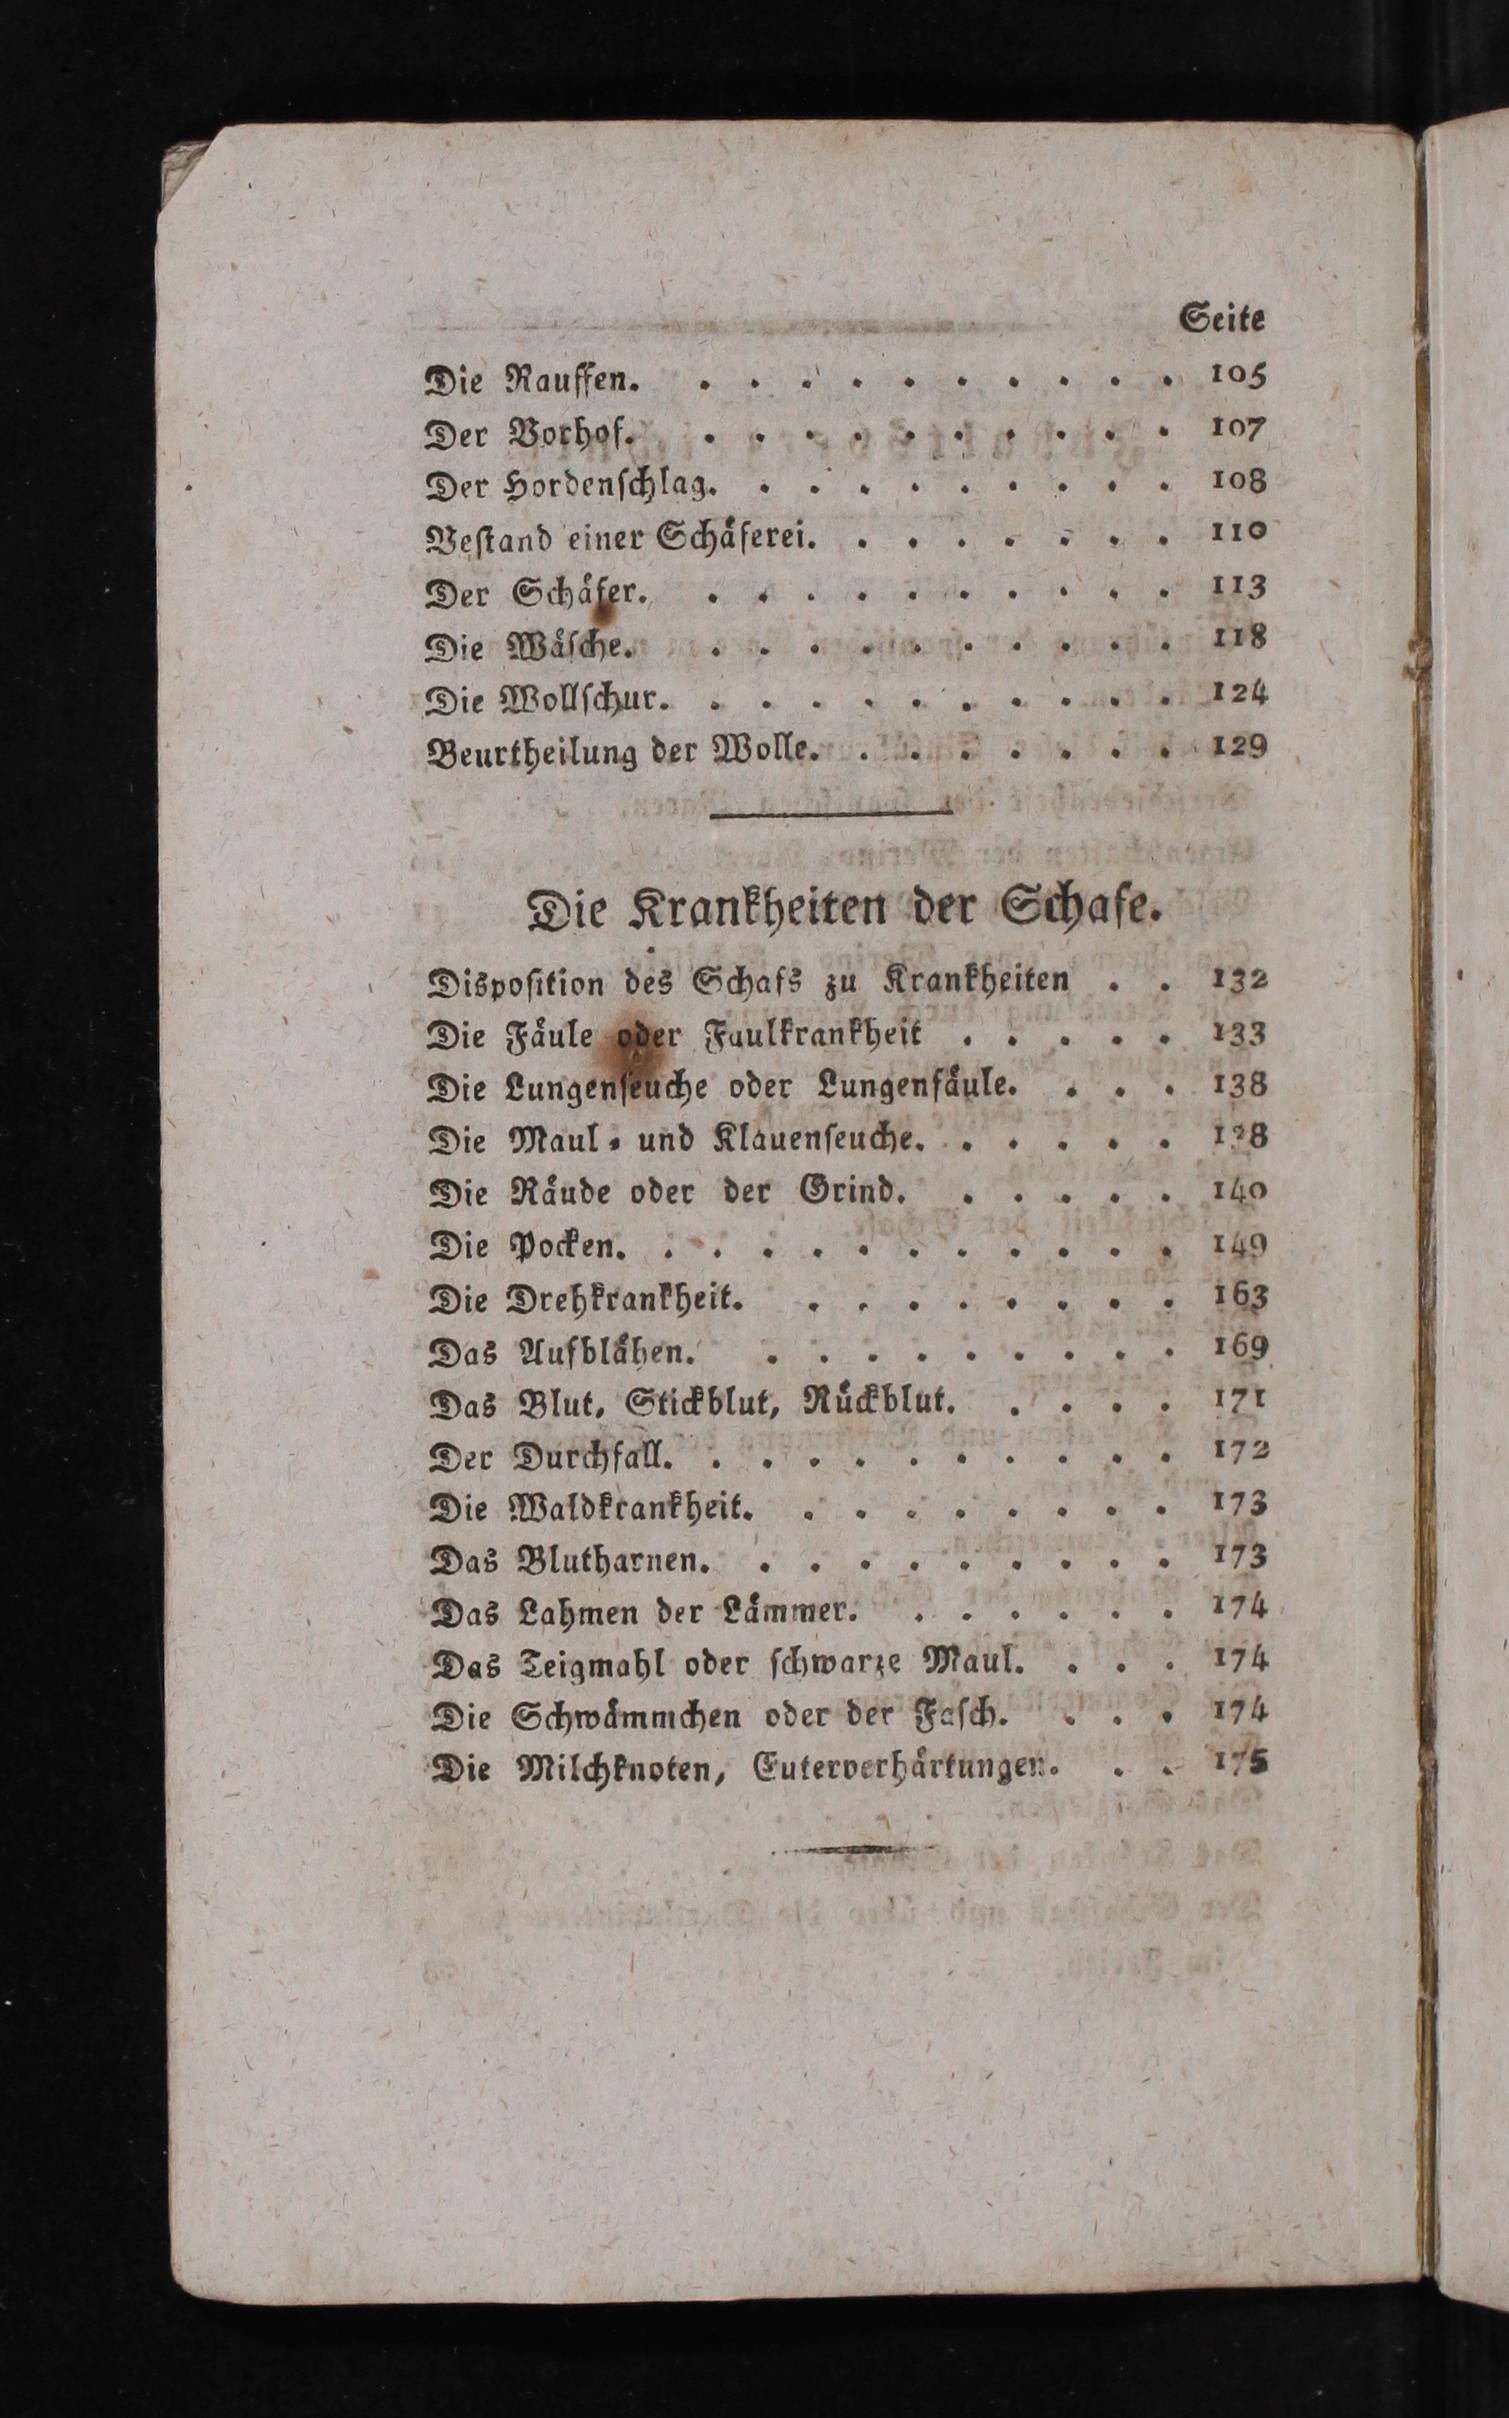 Seite
Die Rauffen. . . . . . . . . . . 105
Der Vorhof. . . . . . . . . . . 107
Der Hordenſchlag. . . . . . . . . . 108
Veſtand einer Schäferei. . . . . . . . 110
Der Schäfer. . . . . . . . . . . 113
Die Wäſche. . . . . . . . . . . 118
Die Wollſchur. . . . . . . . . . . 124
Beurtheilung der Wolle. . . . . . . . 129
Die Krankheiten der Schafe.
Dispoſition des Schafs zu Krankheiten . . 132
Die Fäule oder Faulkrankheit . . . . . 133
Die Lungenſeuche oder Lungenfäule. . . . 138
Die Maul- und Klauenſeuche. . . . . . 138
Die Räude oder der Grind. . . . . . 140
Die Pocken. . . . . . . . . . . . 149
Die Drehkrankheit. . . . . . . . . 163
Das Aufblähen. . . . . . . . . . 169
Das Blut, Stickblut, Rückblut. . . . . 171
Der Durchfall. . . . . . . . . . . 172
Die Waldkrankheit. . . . . . . . . 173
Das Blutharnen. . . . . . . . . . 173
Das Lahmen der Lämmer. . . . . . . 174
Das Teigmahl oder ſchwarze Maul. . . . 174
Die Schwämmchen oder der Faſch. . . . 174
Die Milchknoten, Euterverhärtungen. . . 175